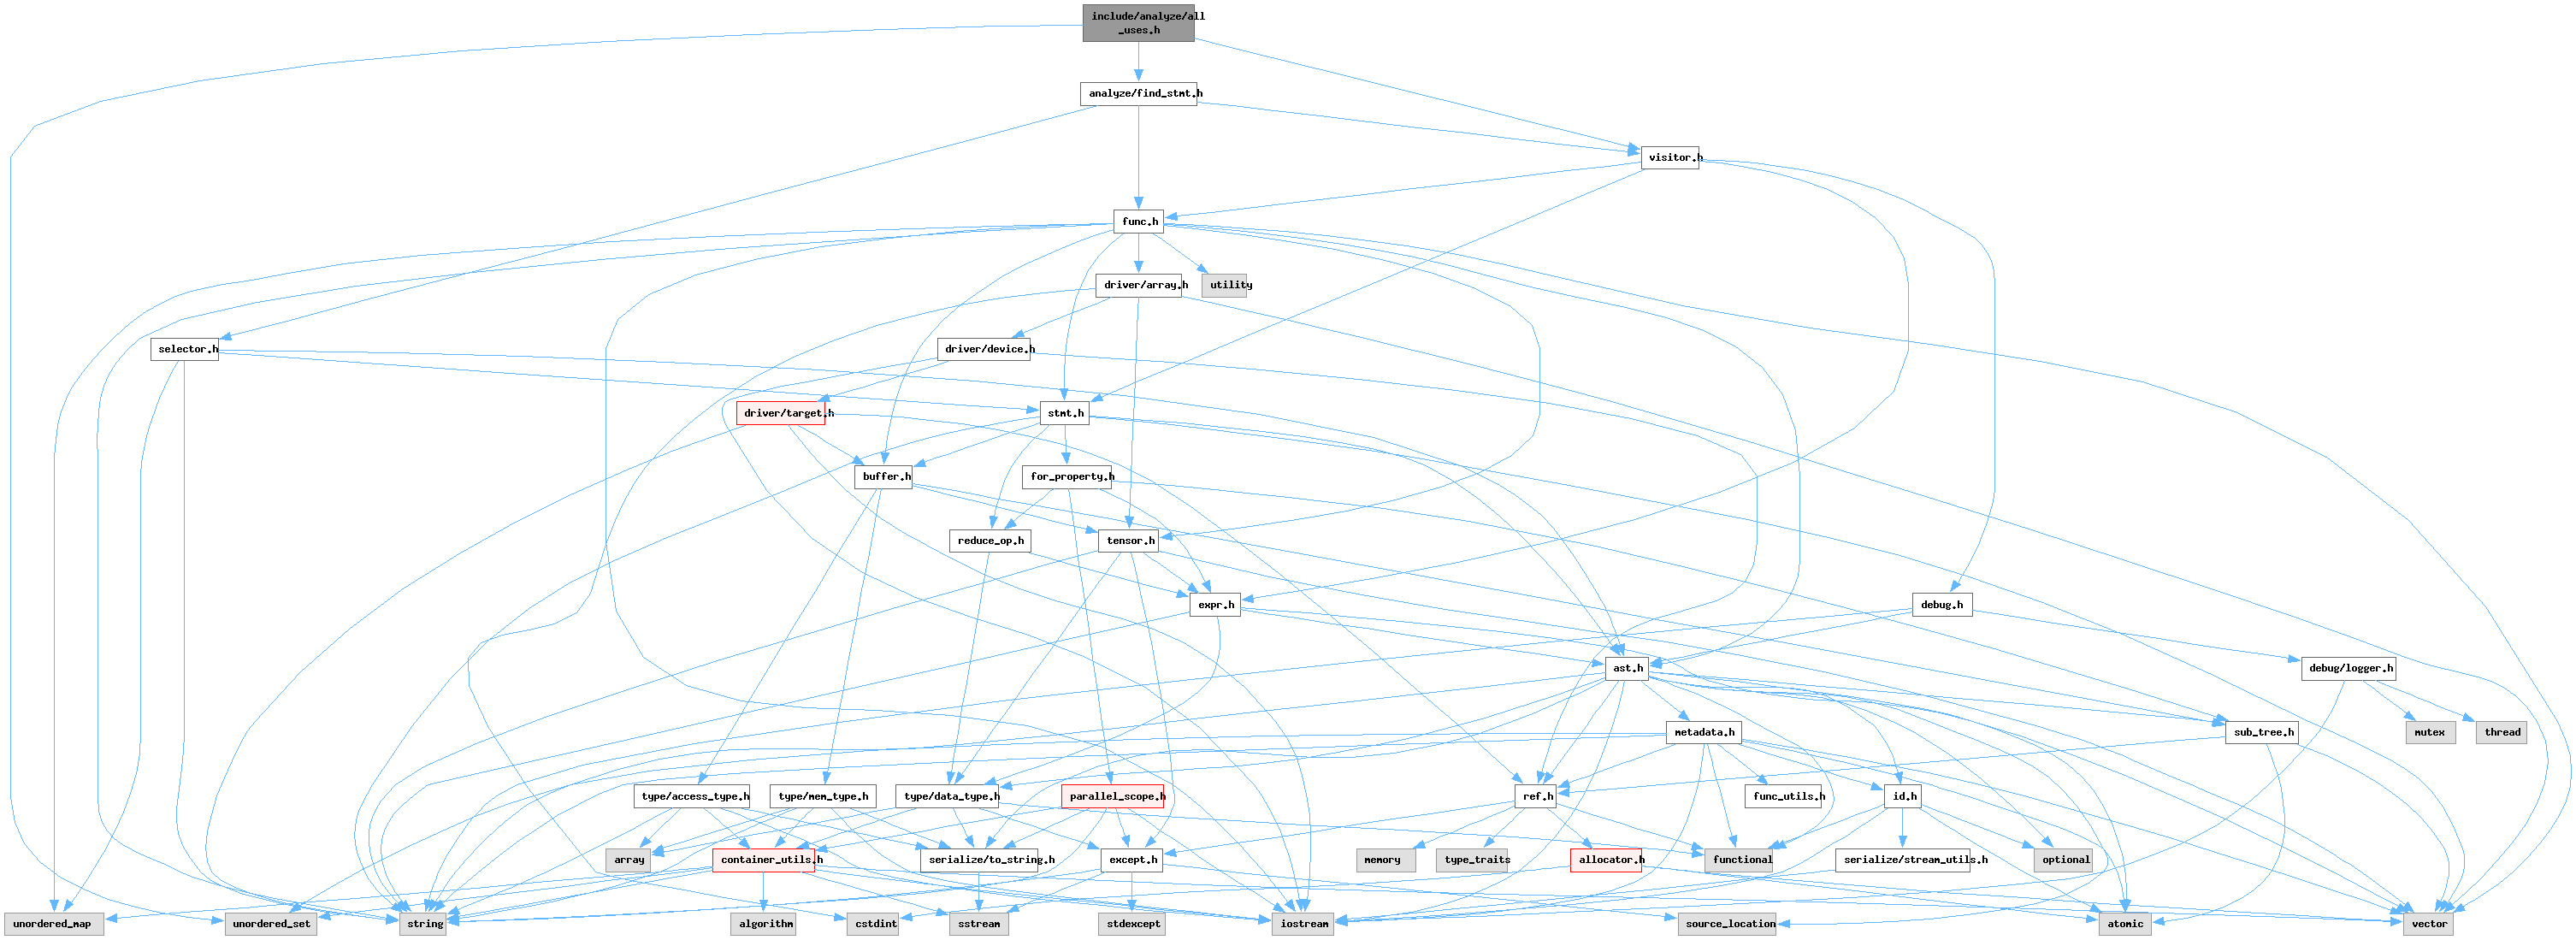 include/analyze/all
_uses.h
analyze/find_stmt.h
visitor.h
func.h
driver/array.h
utility
selector.h
driver/device.h
driver/target.h
stmt.h
buffer.h
for_property.h
reduce_op.h
tensor.h
expr.h
debug.h
ast.h
debug/logger.h
metadata.h
sub_tree.h
mutex
thread
type/access_type.h
type/mem_type.h
type/data_type.h
parallel_scope.h
ref.h
func_utils.h
id.h
array
container_utils.h
serialize/to_string.h
except.h
memory
type_traits
allocator.h
functional
serialize/stream_utils.h
optional
unordered_map
unordered_set
string
algorithm
cstdint
sstream
stdexcept
iostream
source_location
atomic
vector